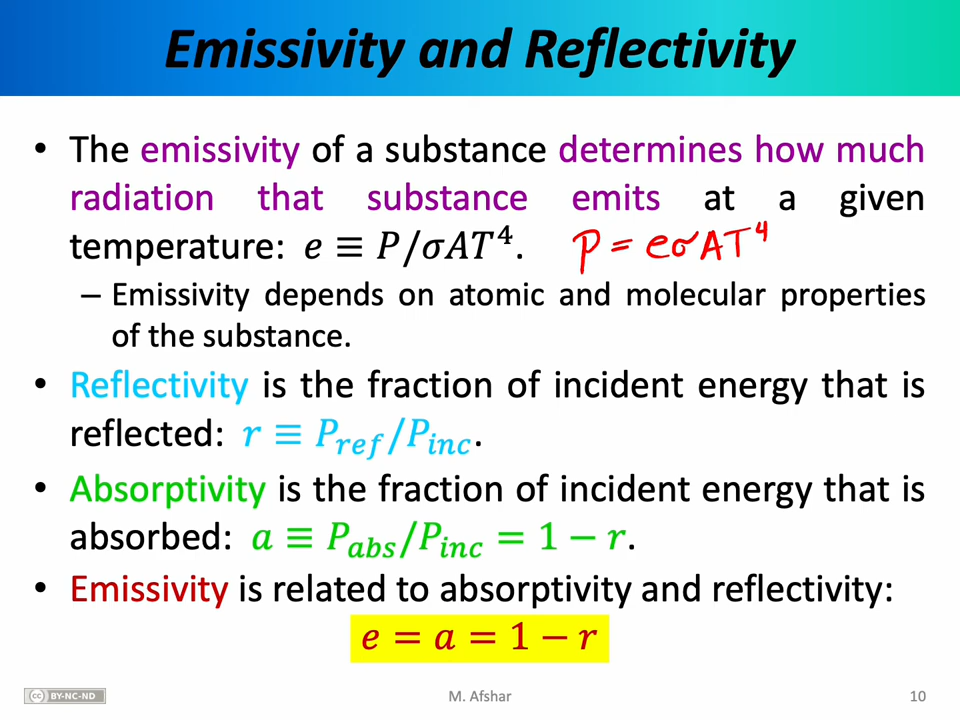 Emissivity and Reflectivity
• The emissivity of a substance determines how much
radiation that substance emits at a given
temperature: e ≡ P/σAT⁴. P = eσAT⁴
– Emissivity depends on atomic and molecular properties
of the substance.
• Reflectivity is the fraction of incident energy that is
reflected: r ≡ P_ref/P_inc.
• Absorptivity is the fraction of incident energy that is
absorbed: a ≡ P_abs/P_inc = 1 − r.
• Emissivity is related to absorptivity and reflectivity:
e = a = 1 − r
cc BY-NC-ND M. Afshar 10